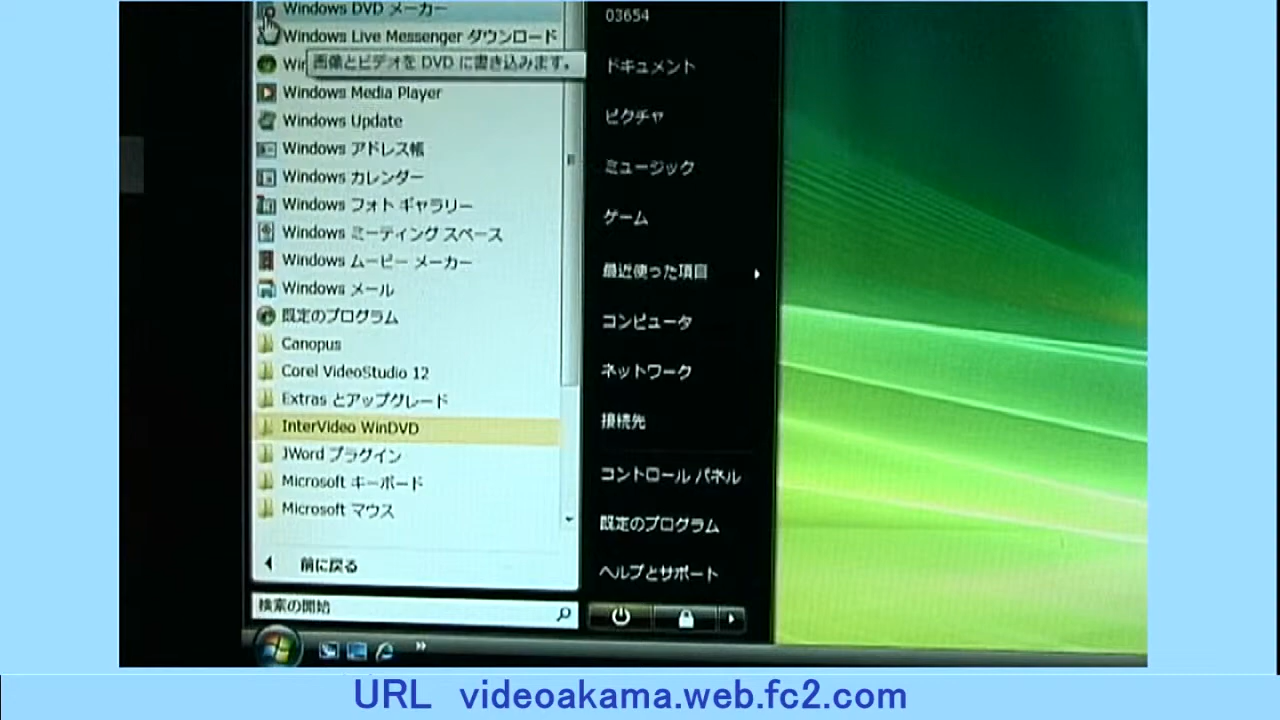 Windows DVD メーカー
Windows Live Messenger ダウンロード
Wir
画像とビデオを DVD に書き込みます。
Windows Media Player
Windows Update
Windows アドレス帳
Windows カレンダー
Windows フォト ギャラリー
Windows ミーティング スペース
Windows ムービー メーカー
Windows メール
既定のプログラム
Canopus
Corel VideoStudio 12
Extras とアップグレード
InterVideo WinDVD
JWord プラグイン
Microsoft キーボード
Microsoft マウス
前に戻る
検索の開始
03654
ドキュメント
ピクチャ
ミュージック
ゲーム
最近使った項目
コンピュータ
ネットワーク
接続先
コントロール パネル
既定のプログラム
ヘルプとサポート
URL videoakama.web.fc2.com